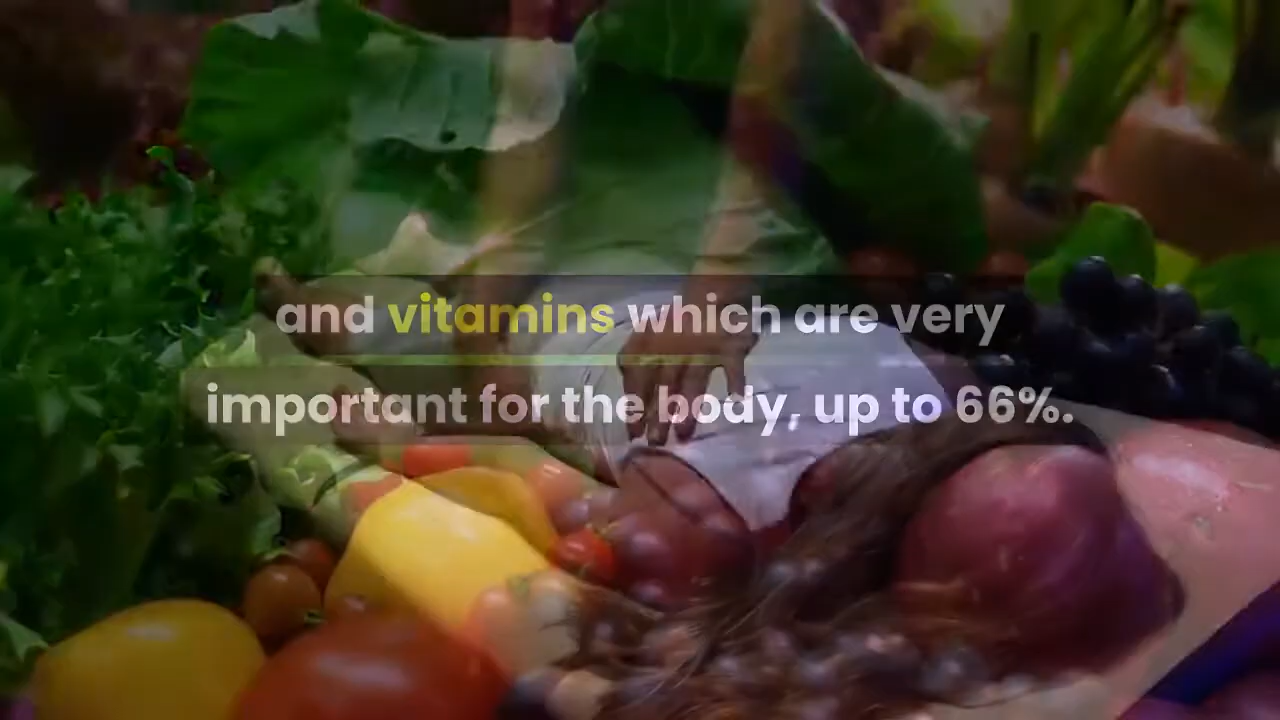 and vitamins which are very
important for the body, up to 66%.